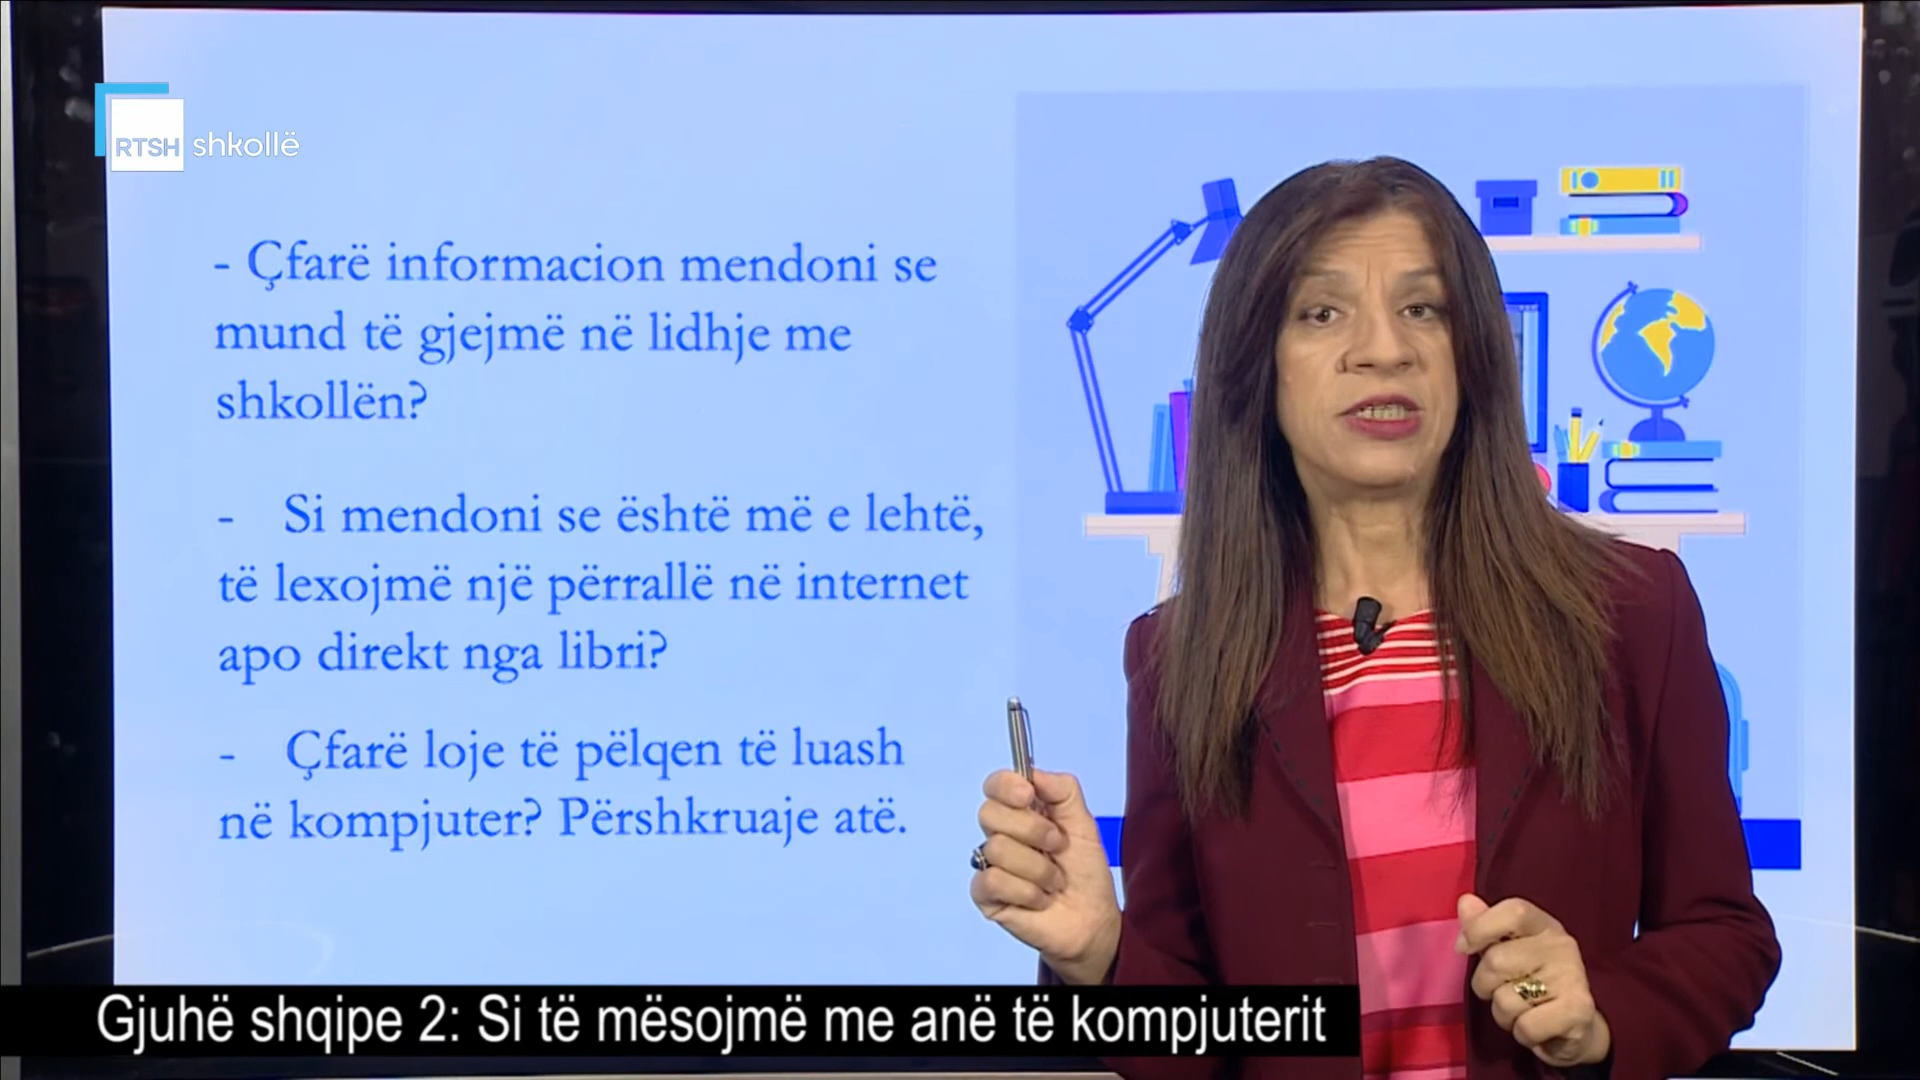 RTSH shkollë
- Çfarë informacion mendoni se
mund të gjejmë në lidhje me
shkollën?
- Si mendoni se është më e lehtë,
të lexojmë një përrallë në internet
apo direkt nga libri?
- Çfarë loje të pëlqen të luash
në kompjuter? Përshkruaje atë.
Gjuhë shqipe 2: Si të mësojmë me anë të kompjuterit